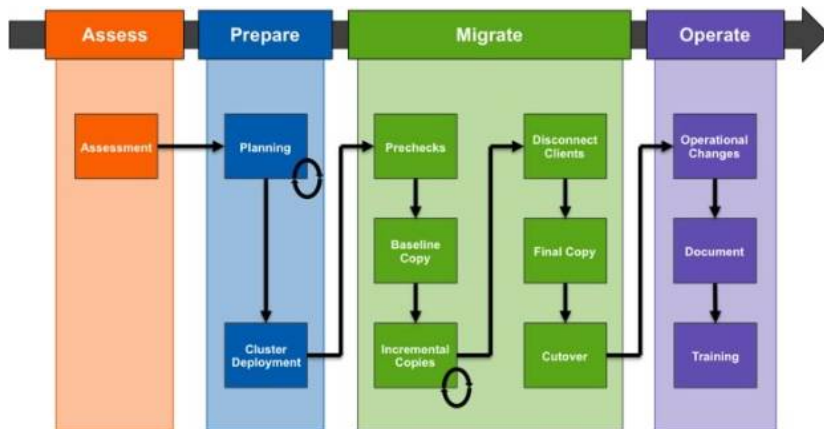 Assess
Prepare
Migrate
Operate
Assessment
Planning
Cluster
Deployment
Prechecks
Baseline
Copy
Incremental
Copies
Disconnect
Clients
Final Copy
Cutover
Operational
Changes
Document
Training